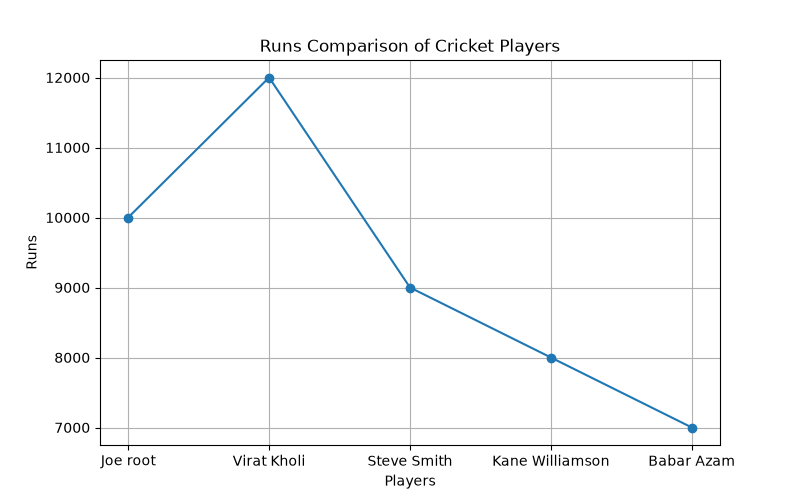 Runs Comparison of Cricket Players
12000
11000
10000
9000
8000
7000
Runs
Joe root Virat Kholi Steve Smith Kane Williamson Babar Azam
Players